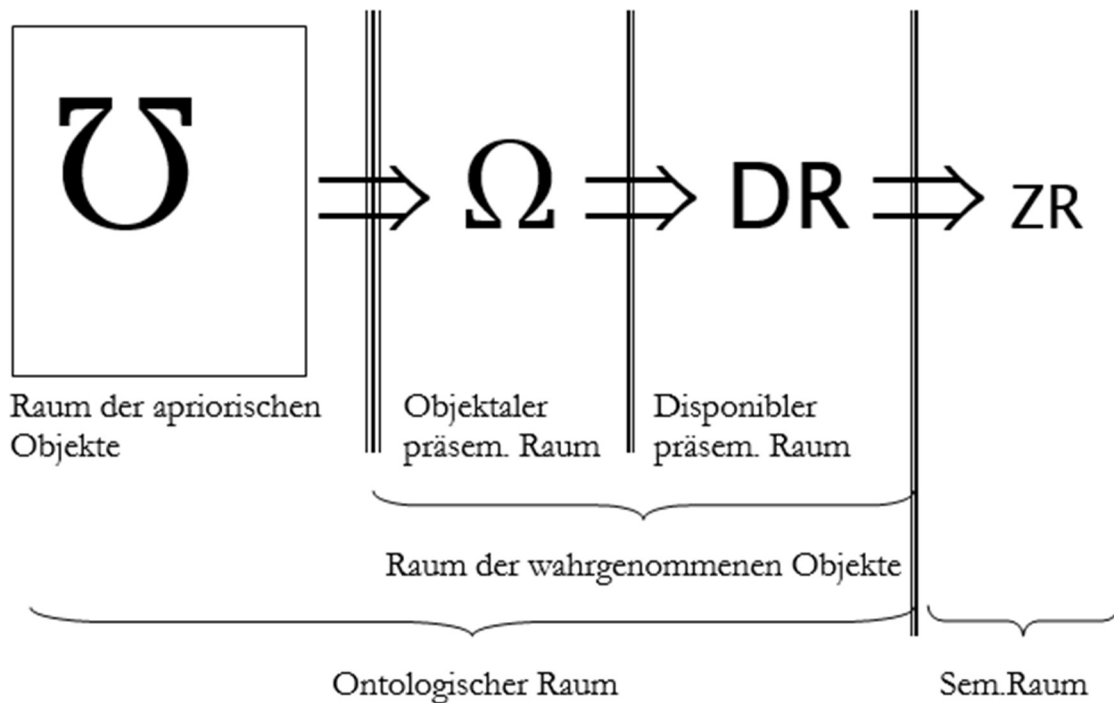 ℧ ⇒ Ω ⇒ DR ⇒ ZR
Raum der apriorischen
Objekte
Objektaler
präsem. Raum
Disponibler
präsem. Raum
Raum der wahrgenommenen Objekte
Ontologischer Raum
Sem.Raum